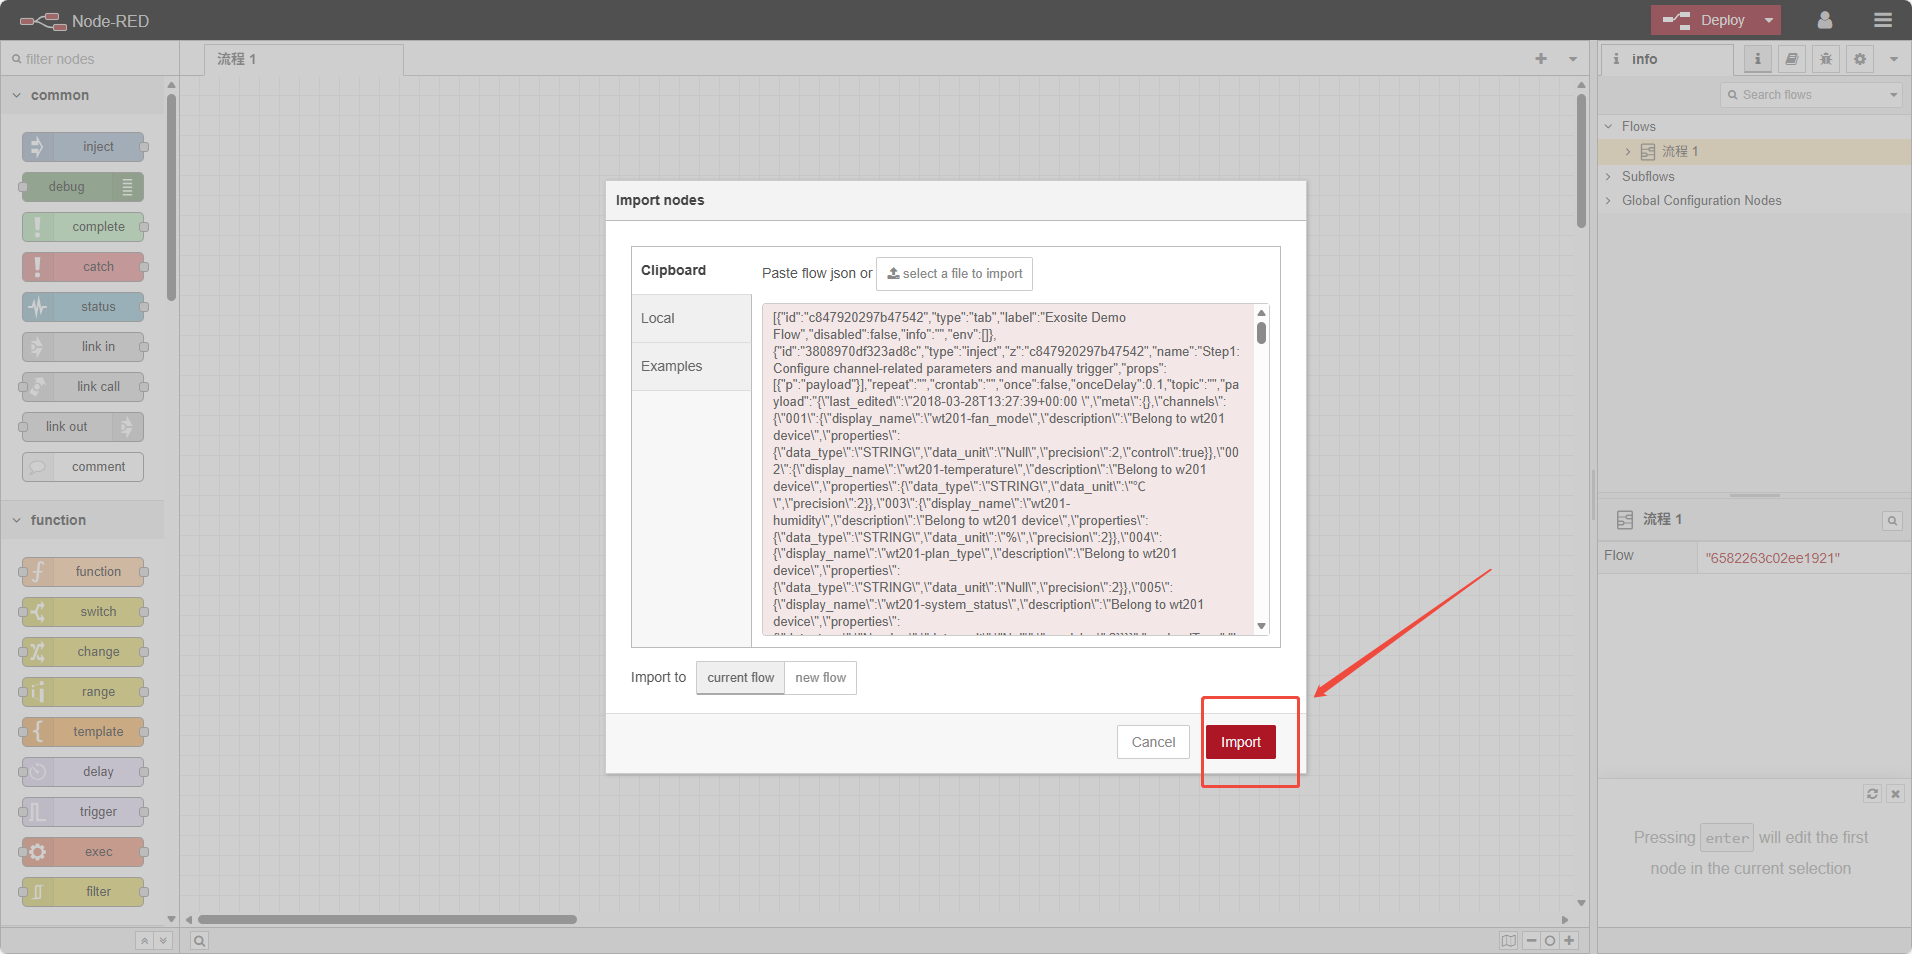 Node-RED
Deploy
filter nodes
流程 1
info
Search flows
common
inject
debug
complete
catch
status
link in
link call
link out
comment
function
function
switch
change
range
template
delay
trigger
exec
filter
Import nodes
Clipboard
Local
Examples
Paste flow json or
select a file to import
[{"id":"c847920297b47542","type":"tab","label":"Exosite Demo
Flow","disabled":false,"info":"","env":[]},
{"id":"3808970df323ad8c","type":"inject","z":"c847920297b47542","name":"Step1:
Configure channel-related parameters and manually trigger","props":
[{"p":"payload"}],"repeat":"","crontab":"","once":false,"onceDelay":0.1,"topic":"","pa
yload":"{\"last_edited\":\"2018-03-28T13:27:39+00:00 \",\"meta\":{},\"channels\":
{\"001\":{\"display_name\":\"wt201-fan_mode\",\"description\":\"Belong to wt201
device\",\"properties\":
{\"data_type\":\"STRING\",\"data_unit\":\"Null\",\"precision\":2,\"control\":true}},\"00
2\":{\"display_name\":\"wt201-temperature\",\"description\":\"Belong to w201
device\",\"properties\":{\"data_type\":\"STRING\",\"data_unit\":\"℃
\",\"precision\":2}},\"003\":{\"display_name\":\"wt201-
humidity\",\"description\":\"Belong to wt201 device\",\"properties\":
{\"data_type\":\"STRING\",\"data_unit\":\"%\",\"precision\":2}},\"004\":
{\"display_name\":\"wt201-plan_type\",\"description\":\"Belong to wt201
device\",\"properties\":
{\"data_type\":\"STRING\",\"data_unit\":\"Null\",\"precision\":2}},\"005\":
{\"display_name\":\"wt201-system_status\",\"description\":\"Belong to wt201
device\",\"properties\":
Import to
current flow
new flow
Cancel
Import
Flows
流程 1
Subflows
Global Configuration Nodes
流程 1
Flow
"6582263c02ee1921"
Pressing enter will edit the first
node in the current selection